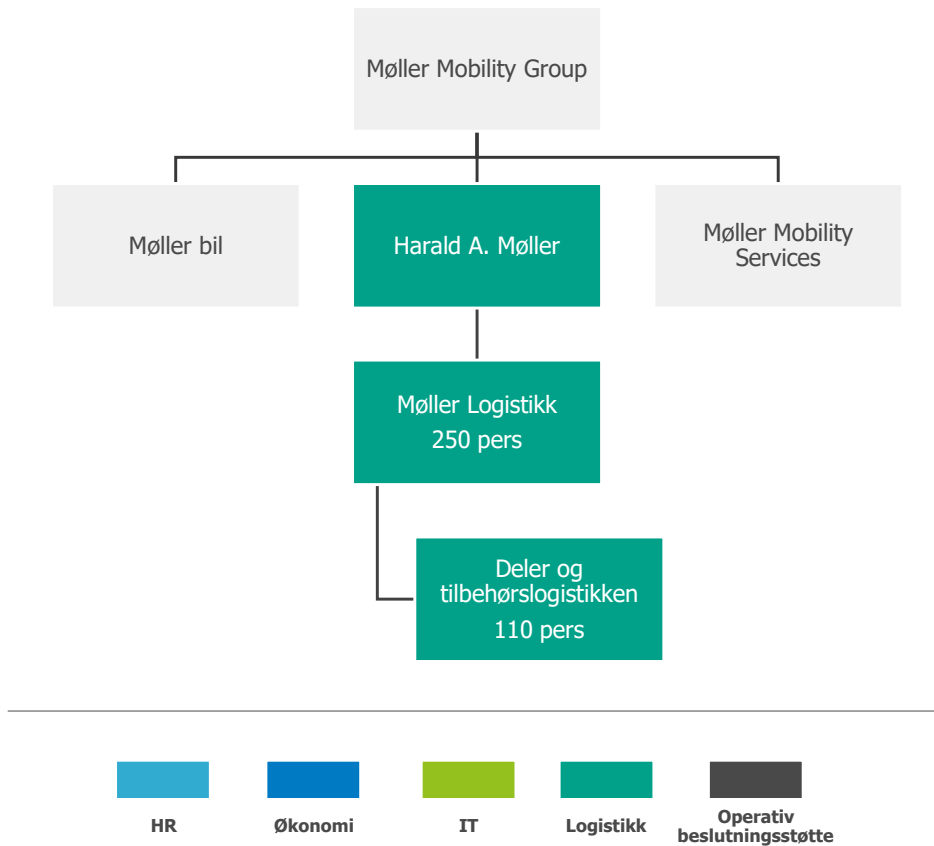 Møller Mobility Group
Møller bil
Harald A. Møller
Møller Mobility
Services
Møller Logistikk
250 pers
Deler og
tilbehørslogistikken
110 pers
HR
Økonomi
IT
Logistikk
Operativ
beslutningsstøtte